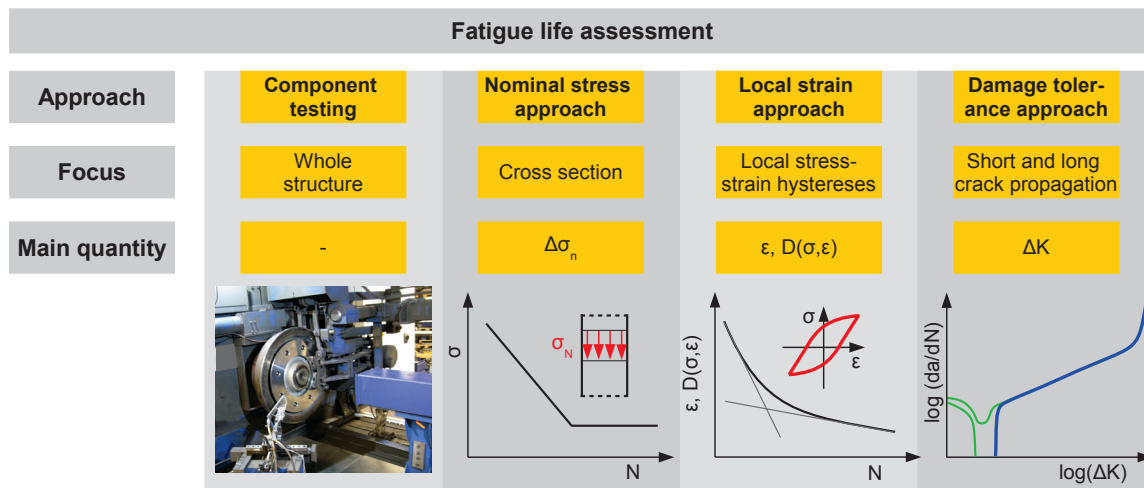 Fatigue life assessment
Approach
Component
testing
Nominal stress
approach
Local strain
approach
Damage toler-
ance approach
Focus
Whole
structure
Cross section
Local stress-
strain hystereses
Short and long
crack propagation
Main quantity
-
Δσn
ε, D(σ,ε)
ΔK
σ
σN
N
ε, D(σ,ε)
σ
ε
N
log (da/dN)
log(ΔK)